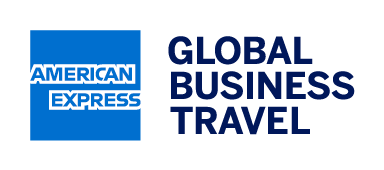 AMERICAN
EXPRESS
GLOBAL
BUSINESS
TRAVEL